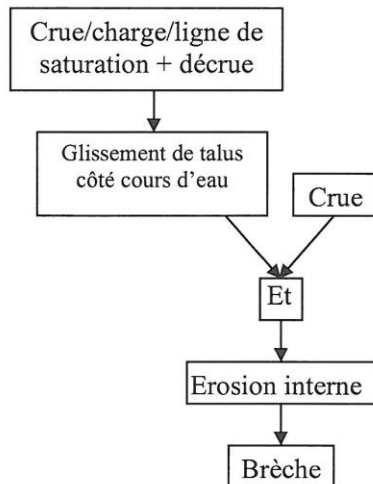 Crue/charge/ligne de
saturation + décrue
Glissement de talus
côté cours d'eau
Crue
Et
Erosion interne
Brèche